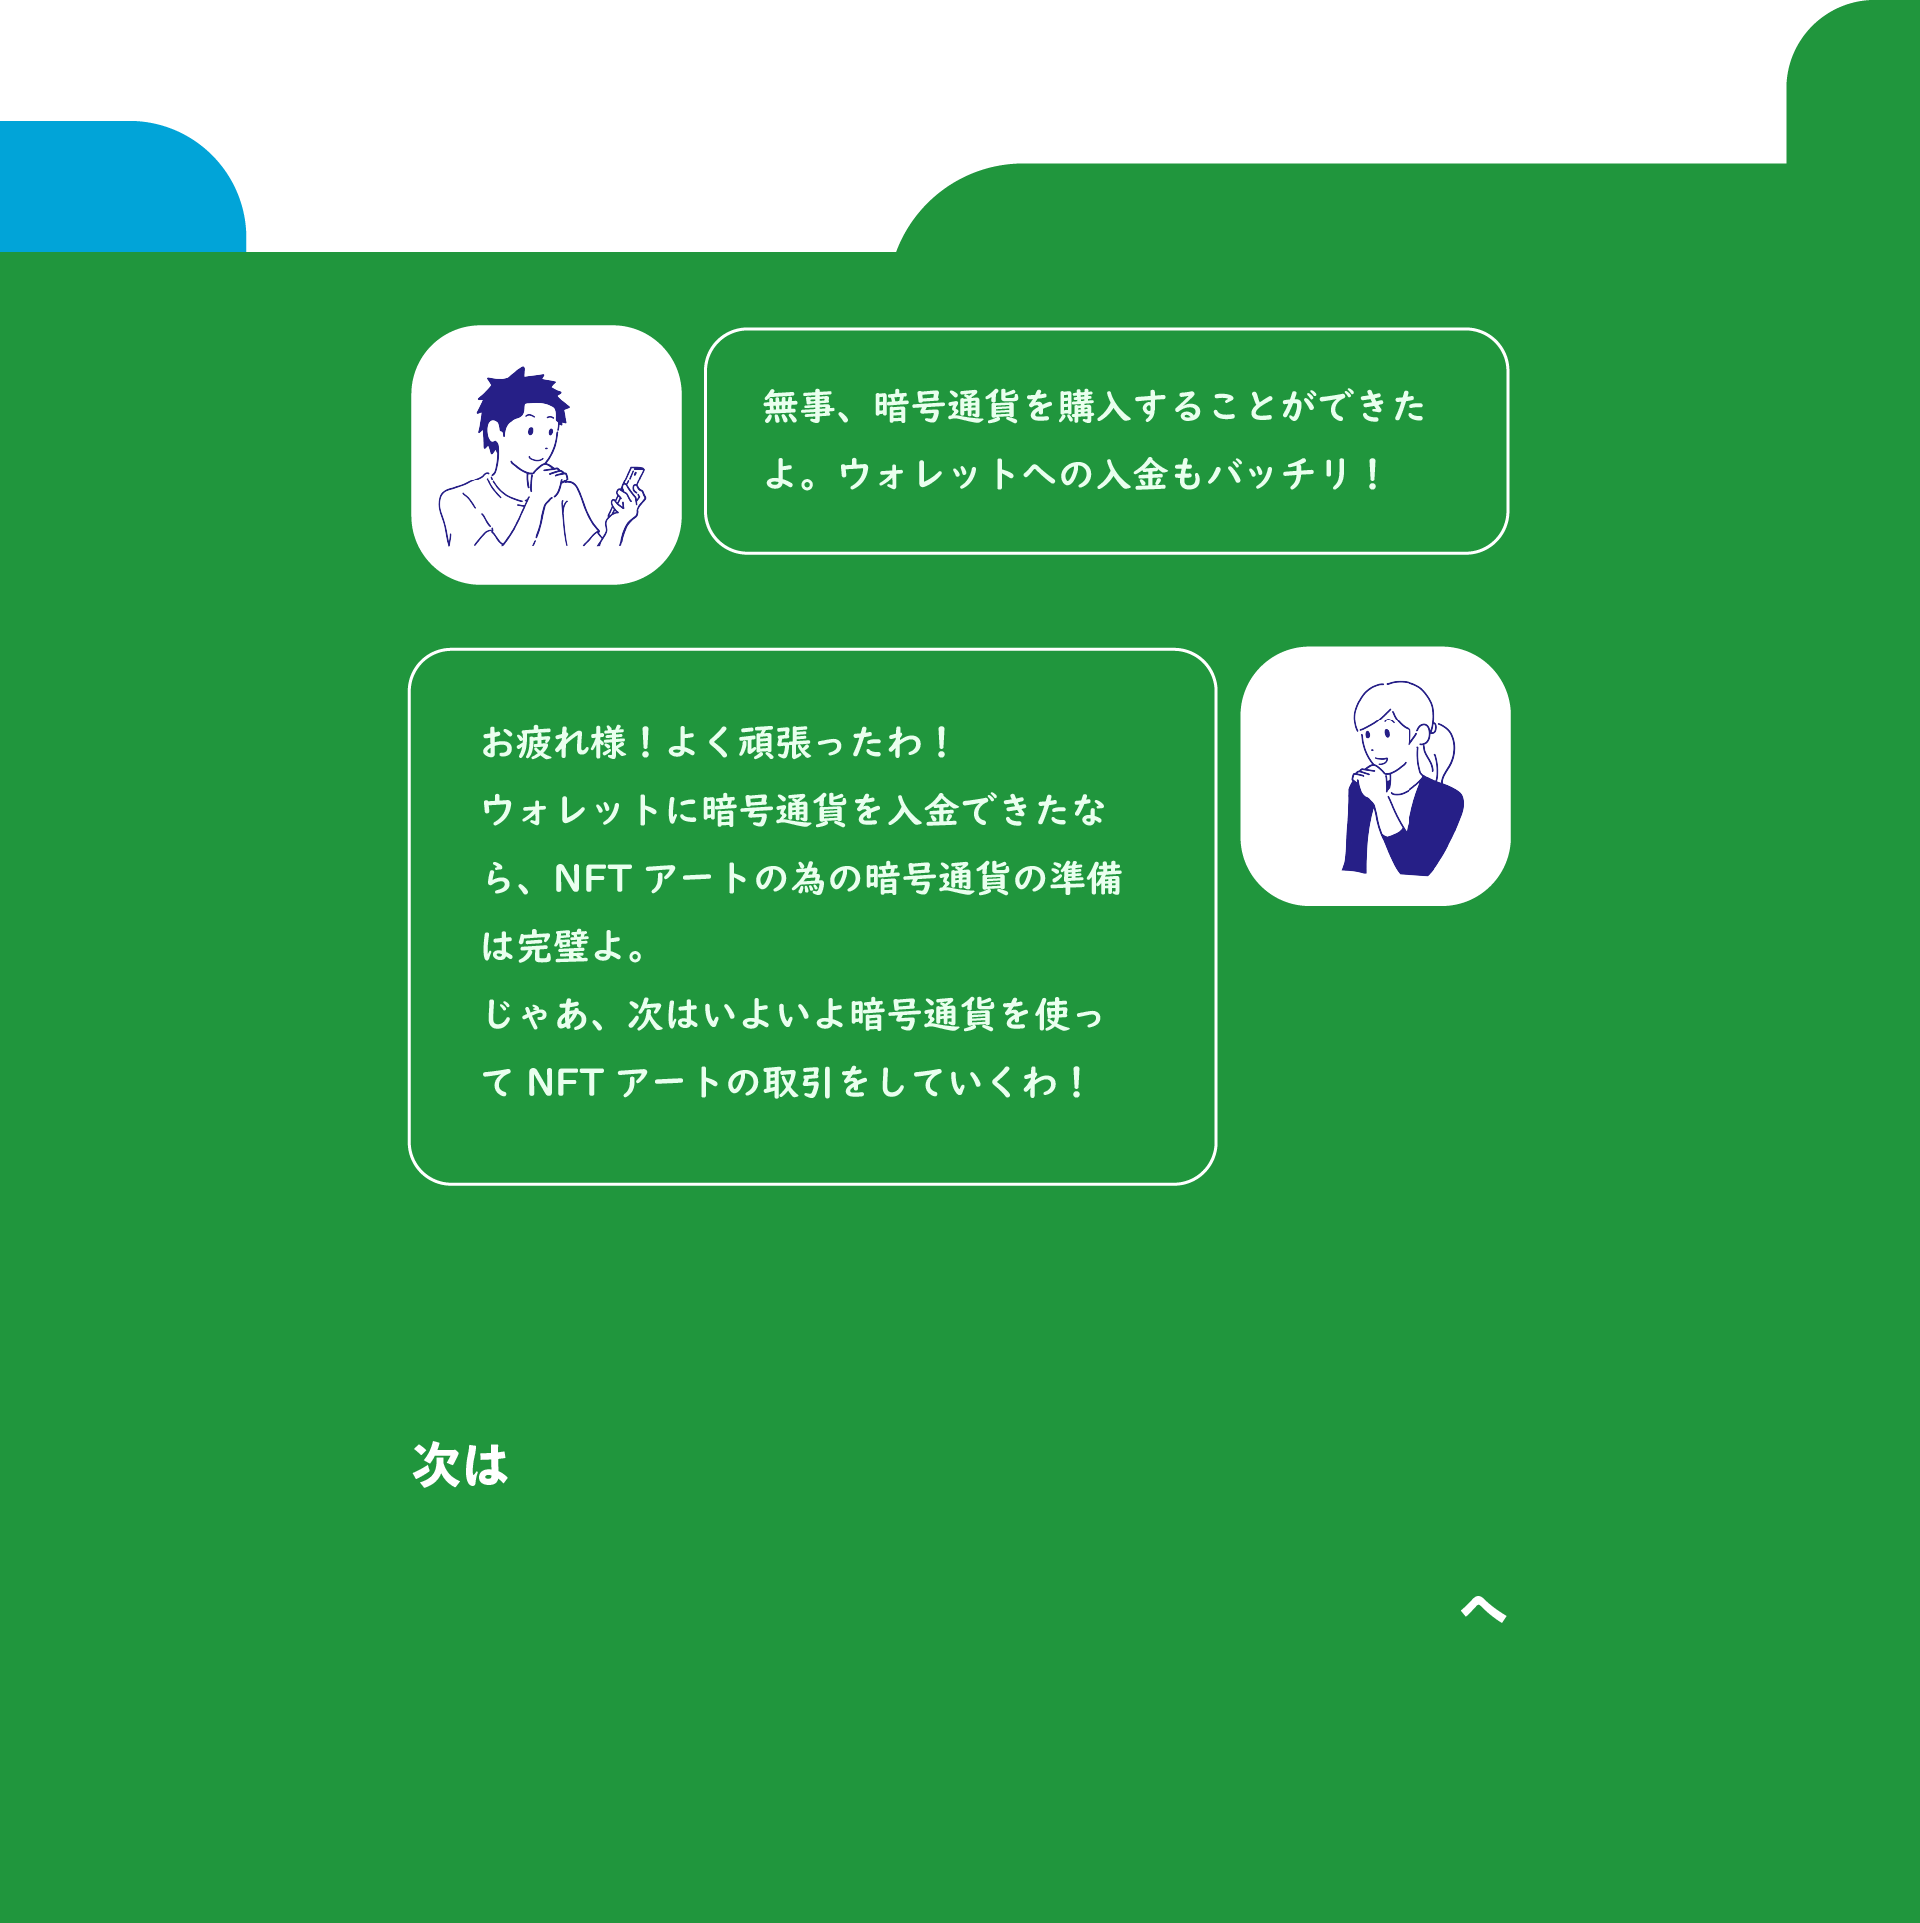 無事、暗号通貨を購入することができた
よ。ウォレットへの入金もバッチリ！
お疲れ様！よく頑張ったわ！
ウォレットに暗号通貨を入金できたな
ら、NFT アートの為の暗号通貨の準備
は完璧よ。
じゃあ、次はいよいよ暗号通貨を使っ
て NFT アートの取引をしていくわ！
次は
へ